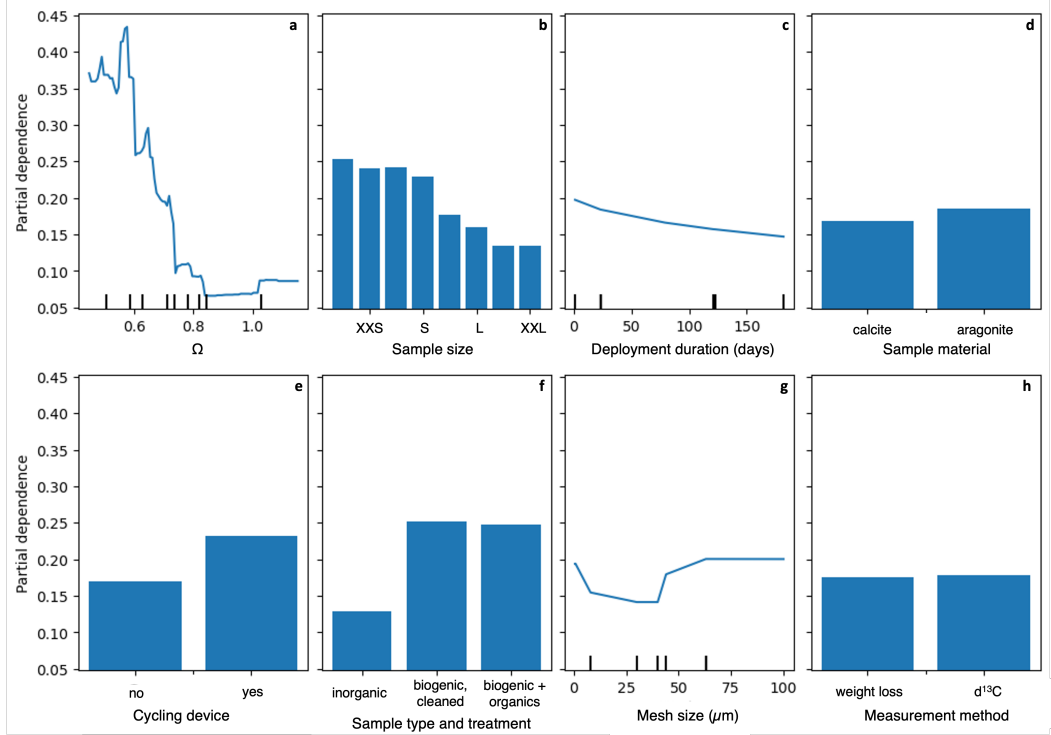 0.45
0.40
0.35
0.30
0.25
0.20
0.15
0.10
0.05
Partial dependence
a
0.6 0.8 1.0
Ω
b
XXS S L XXL
Sample size
c
0 50 100 150
Deployment duration (days)
d
calcite aragonite
Sample material
0.45
0.40
0.35
0.30
0.25
0.20
0.15
0.10
0.05
Partial dependence
e
no yes
Cycling device
f
inorganic biogenic, cleaned biogenic + organics
Sample type and treatment
g
0 25 50 75 100
Mesh size (μm)
h
weight loss d¹³C
Measurement method